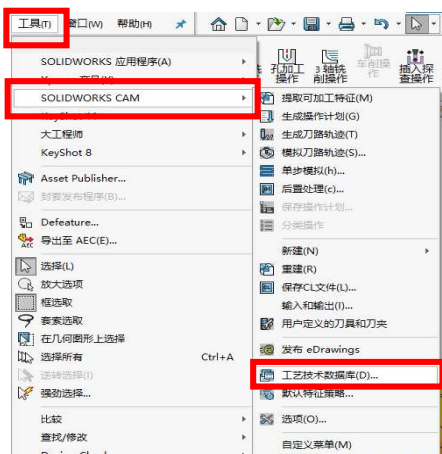 工具(T) 窗口(W) 帮助(H)
孔加工 3 轴铣 车削操 插入探
操作 削操作 作 查操作
SOLIDWORKS 应用程序(A)
SOLIDWORKS CAM
大工程师
KeyShot 8
Asset Publisher...
封套发布程序(B)...
Defeature...
导出至 AEC(E)...
选择(L)
放大选项
框选取
套索选取
在几何图形上选择
选择所有 Ctrl+A
逆转选择(I)
强劲选择...
比较
查找/修改
提取可加工特征(M)
生成操作计划(G)
生成刀路轨迹(T)
模拟刀路轨迹(S)...
单步模拟(h)...
后置处理(c)...
保存操作计划...
分类操作
新建(N)
重建(R)
保存CL文件(L)...
输入和输出(I)...
用户定义的刀具和刀夹
发布 eDrawings
工艺技术数据库(D)...
默认特征策略...
选项(O)...
自定义菜单(M)